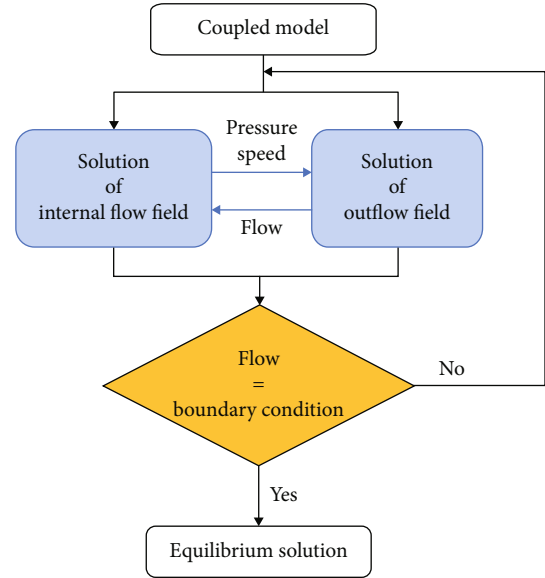 Coupled model
Pressure
speed
Solution
of
internal flow field
Solution
of
outflow field
Flow
Flow
=
boundary condition
No
Yes
Equilibrium solution